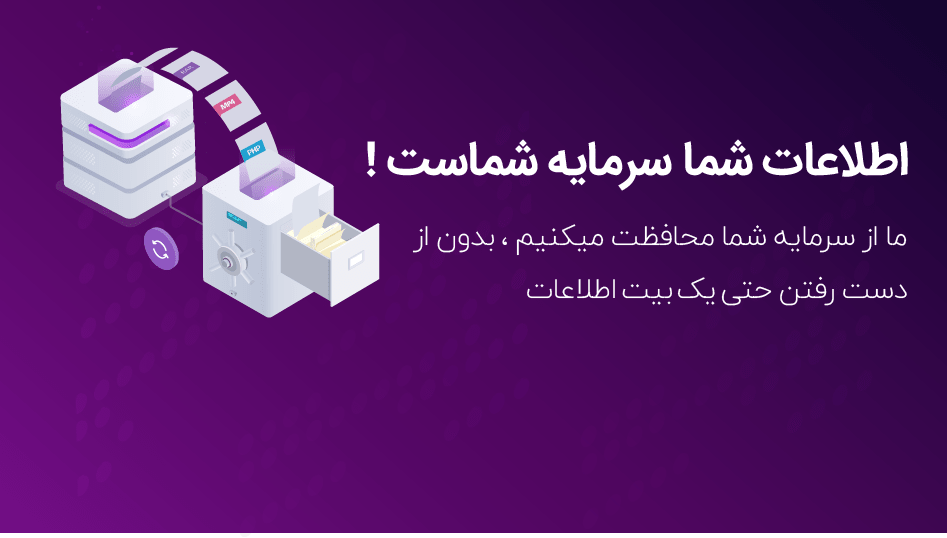 اطلاعات شما سرمایه شماست !
ما از سرمایه شما محافظت میکنیم ، بدون از
دست رفتن حتی یک بیت اطلاعات
MP4
PHP